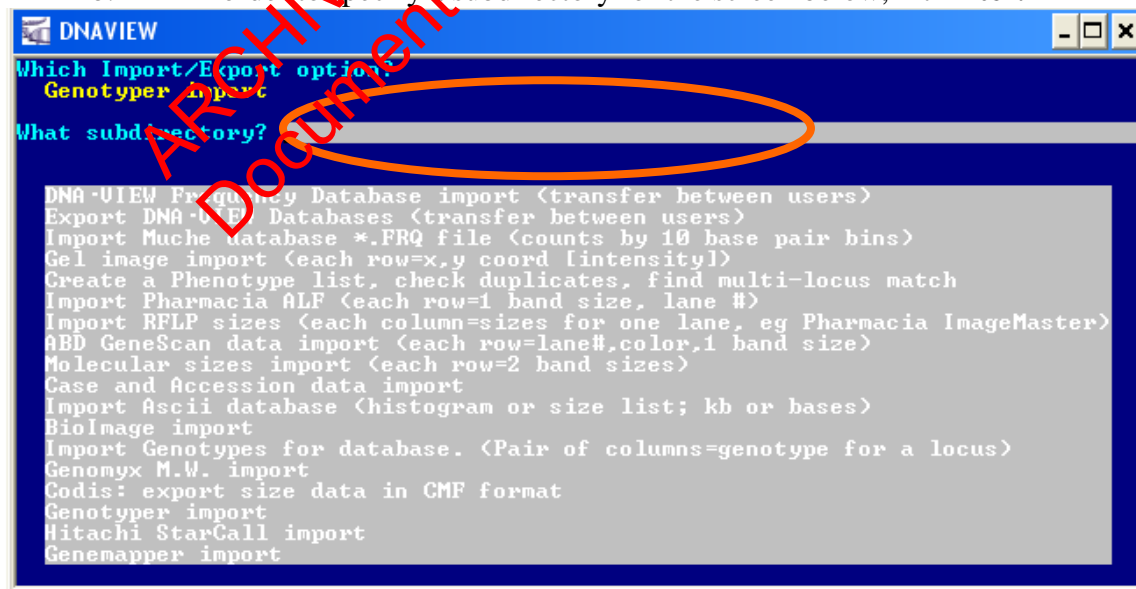 DNAVIEW
Which Import/Export option?
Genotyper import
What subdirectory?
DNA·VIEW Frequency Database import (transfer between users)
Export DNA·VIEW Databases (transfer between users)
Import Muche database *.FRQ file (counts by 10 base pair bins)
Gel image import (each row=x,y coord [intensity])
Create a Phenotype list, check duplicates, find multi-locus match
Import Pharmacia ALF (each row=1 band size, lane #)
Import RFLP sizes (each column=sizes for one lane, eg Pharmacia ImageMaster)
ABD GeneScan data import (each row=lane#,color,1 band size)
Molecular sizes import (each row=2 band sizes)
Case and Accession data import
Import Ascii database (histogram or size list; kb or bases)
BioImage import
Import Genotypes for database. (Pair of columns=genotype for a locus)
Genomyx M.W. import
Codis: export size data in CMF format
Genotyper import
Hitachi StarCall import
Genemapper import
ARCHI
Document